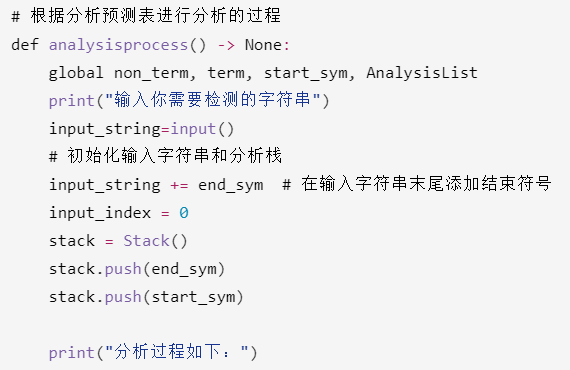 # 根据分析预测表进行分析的过程
def analysisprocess() -> None:
    global non_term, term, start_sym, AnalysisList
    print("输入你需要检测的字符串")
    input_string=input()
    # 初始化输入字符串和分析栈
    input_string += end_sym  # 在输入字符串末尾添加结束符号
    input_index = 0
    stack = Stack()
    stack.push(end_sym)
    stack.push(start_sym)
    print("分析过程如下：")